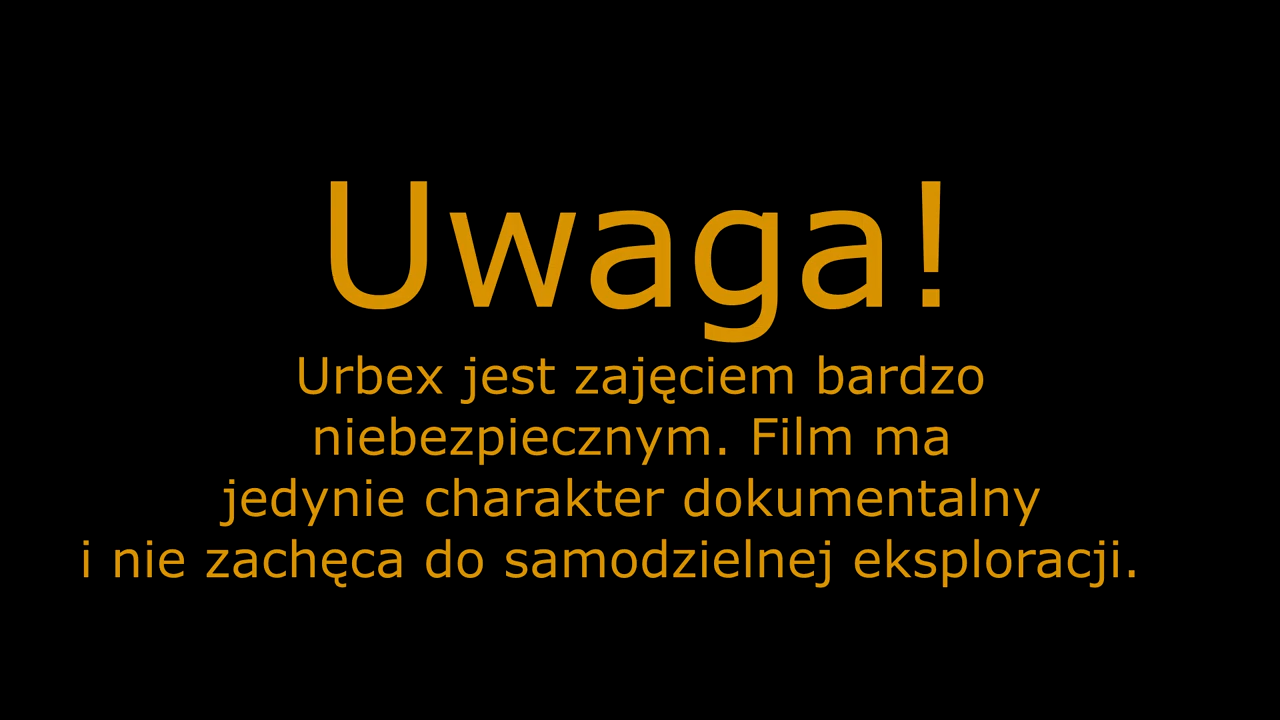 Uwaga!
Urbex jest zajęciem bardzo
niebezpiecznym. Film ma
jedynie charakter dokumentalny
i nie zachęca do samodzielnej eksploracji.